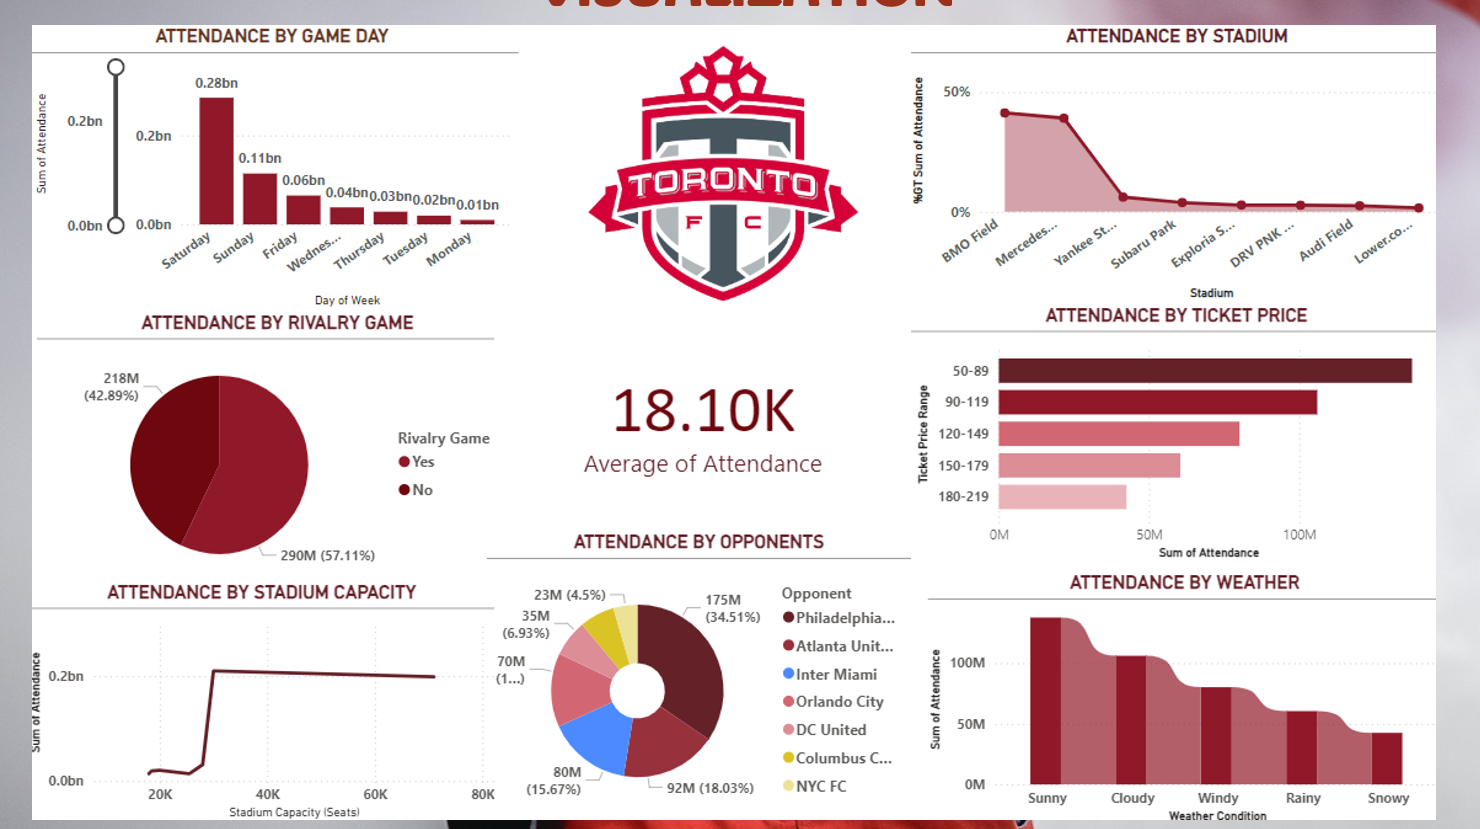 VISUALIZATION
ATTENDANCE BY GAME DAY
Sum of Attendance
0.2bn
0.0bn
0.2bn
0.0bn
0.28bn
0.11bn
0.06bn
0.04bn
0.03bn
0.02bn
0.01bn
Saturday
Sunday
Friday
Wednes...
Thursday
Tuesday
Monday
Day of Week
TORONTO
F C
ATTENDANCE BY STADIUM
%GT Sum of Attendance
50%
0%
BMO Field
Mercedes...
Yankee St...
Subaru Park
Exploria S...
DRV PNK ...
Audi Field
Lower.co...
Stadium
ATTENDANCE BY RIVALRY GAME
218M
(42.89%)
290M (57.11%)
Rivalry Game
Yes
No
18.10K
Average of Attendance
ATTENDANCE BY TICKET PRICE
Ticket Price Range
50-89
90-119
120-149
150-179
180-219
0M
50M
100M
Sum of Attendance
ATTENDANCE BY STADIUM CAPACITY
Sum of Attendance
0.2bn
0.0bn
20K
40K
60K
80K
Stadium Capacity (Seats)
ATTENDANCE BY OPPONENTS
23M (4.5%)
35M
(6.93%)
70M
(1...)
80M
(15.67%)
92M (18.03%)
175M
(34.51%)
Opponent
Philadelphia...
Atlanta Unit...
Inter Miami
Orlando City
DC United
Columbus C...
NYC FC
ATTENDANCE BY WEATHER
Sum of Attendance
100M
50M
0M
Sunny
Cloudy
Windy
Rainy
Snowy
Weather Condition